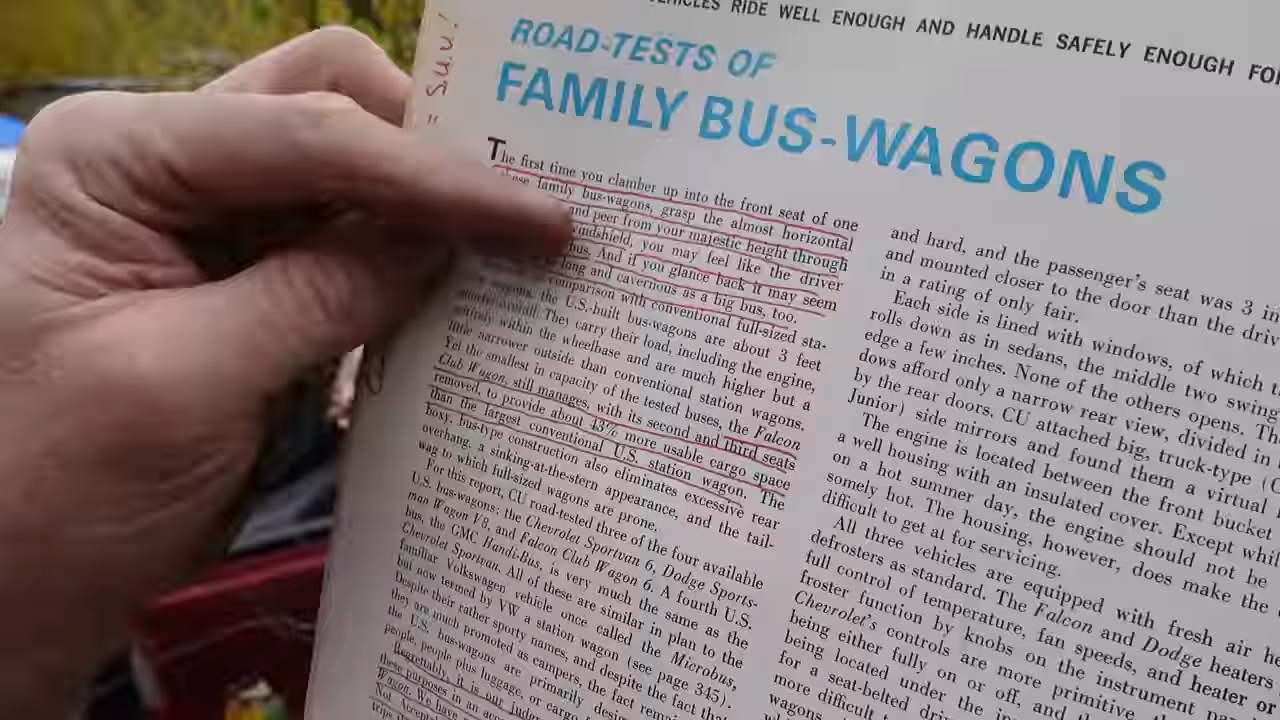 VEHICLES RIDE WELL ENOUGH AND HANDLE SAFELY ENOUGH FOR
= S.U.V!
ROAD-TESTS OF
FAMILY BUS-WAGONS
The first time you clamber up into the front seat of one
these family bus-wagons, grasp the almost horizontal
and peer from your majestic height through
windshield, you may feel like the driver
bus. And if you glance back it may seem
long and cavernous as a big bus, too.
comparison with conventional full-sized sta-
the U.S.-built bus-wagons are about 3 feet
They carry their load, including the engine,
within the wheelbase and are much higher but a
little narrower outside than conventional station wagons.
Yet the smallest in capacity of the tested buses, the Falcon
Club Wagon, still manages, with its second and third seats
removed, to provide about 43% more usable cargo space
than the largest conventional U.S. station wagon. The
boxy, bus-type construction also eliminates excessive rear
overhang, a sinking-at-the-stern appearance, and the tail-
wag to which full-sized wagons are prone.
For this report, CU road-tested three of the four available
U.S. bus-wagons: the Chevrolet Sportvan 6, Dodge Sports-
man Wagon V8, and Falcon Club Wagon 6. A fourth U.S.
bus, the GMC Handi-Bus, is very much the same as the
Chevrolet Sportvan. All of these are similar in plan to the
familiar Volkswagen vehicle once called the Microbus,
but now termed by VW a station wagon (see page 345).
Despite their rather sporty names, and despite the fact that
they are much promoted as campers, the fact remains
the U.S. bus-wagons are primarily
people, people plus luggage, or cargo
Regrettably, it is our
these purposes in an
Wagon. We have
Not
trips
and hard, and the passenger's seat was 3 in
and mounted closer to the door than the driv
in a rating of only fair.
Each side is lined with windows, of which t
rolls down as in sedans, the middle two swing
edge a few inches. None of the others opens. Th
dows afford only a narrow rear view, divided in
by the rear doors. CU attached big, truck-type (C
Junior) side mirrors and found them a virtual
The engine is located between the front bucket
a well housing with an insulated cover. Except whil
on a hot summer day, the engine should not be
somely hot. The housing, however, does make the
difficult to get at for servicing.
All three vehicles are equipped with fresh air he
defrosters as standard. The Falcon and Dodge heaters
full control of temperature, fan speeds, and heater or
froster function by knobs on the instrument pa
Chevrolet's controls are more primitive,
being either fully on or off, and th
being located under the in
for a seat-belted dri
more difficult t
wagons,